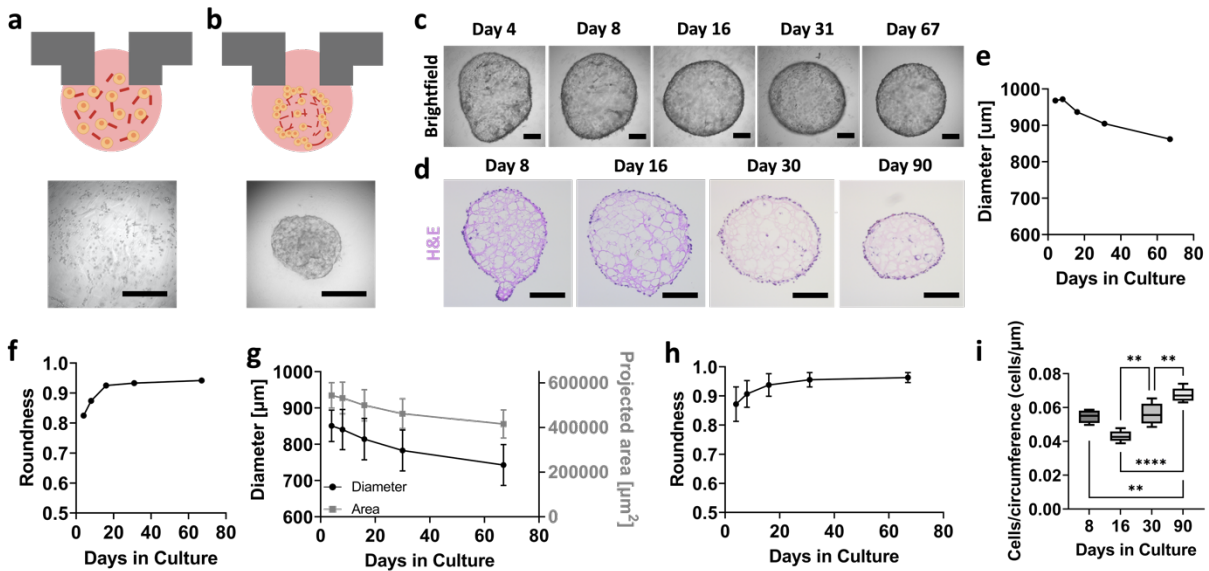 a
b
c
Day 4 Day 8 Day 16 Day 31 Day 67
Brightfield
d
Day 8 Day 16 Day 30 Day 90
H&E
e
Diameter [um]
1000
900
800
700
600
0 20 40 60 80
Days in Culture
f
Roundness
1.0
0.9
0.8
0.7
0.6
0.5
0 20 40 60 80
Days in Culture
g
Diameter [µm]
1000
900
800
700
600
Diameter
Area
Projected area [µm²]
600000
400000
200000
0
0 20 40 60 80
Days in Culture
h
Roundness
1.0
0.9
0.8
0.7
0.6
0.5
0 20 40 60 80
Days in Culture
i
Cells/circumference (cells/µm)
0.08
0.06
0.04
0.02
0.00
** **
****
**
8 16 30 90
Days in Culture